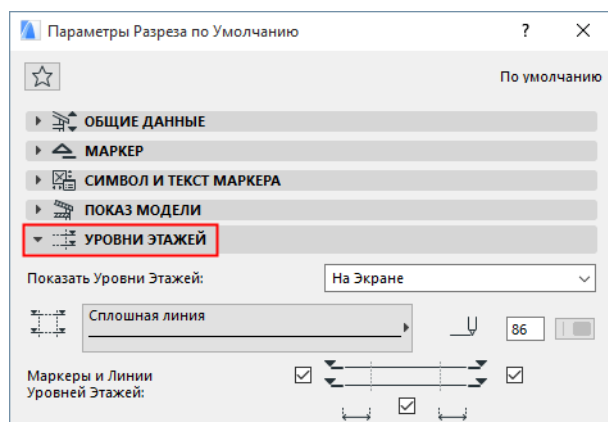 Параметры Разреза по Умолчанию
?
По умолчанию
ОБЩИЕ ДАННЫЕ
МАРКЕР
СИМВОЛ И ТЕКСТ МАРКЕРА
ПОКАЗ МОДЕЛИ
УРОВНИ ЭТАЖЕЙ
Показать Уровни Этажей:
На Экране
Сплошная линия
86
Маркеры и Линии
Уровней Этажей: